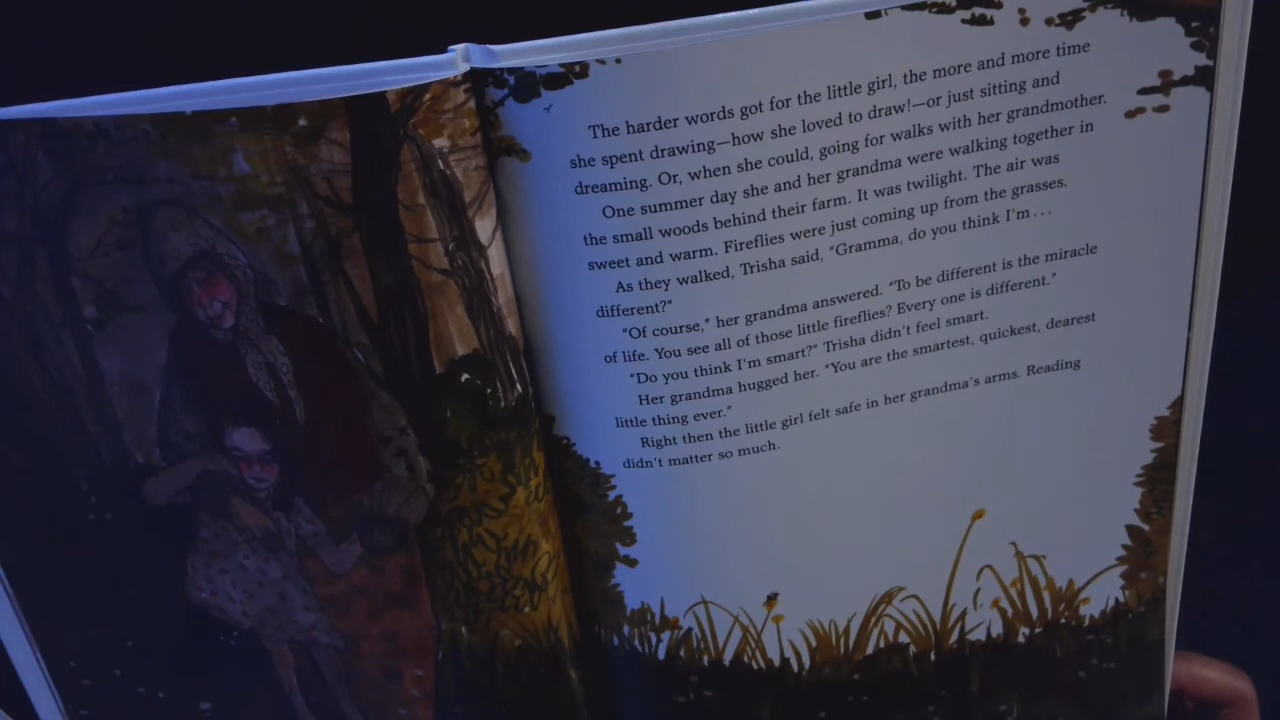 The harder words got for the little girl, the more and more time
she spent drawing—how she loved to draw!—or just sitting and
dreaming. Or, when she could, going for walks with her grandmother.
One summer day she and her grandma were walking together in
the small woods behind their farm. It was twilight. The air was
sweet and warm. Fireflies were just coming up from the grasses.
As they walked, Trisha said, "Gramma, do you think I'm...
different?"
"Of course," her grandma answered. "To be different is the miracle
of life. You see all of those little fireflies? Every one is different."
"Do you think I'm smart?" Trisha didn't feel smart.
Her grandma hugged her. "You are the smartest, quickest, dearest
little thing ever."
Right then the little girl felt safe in her grandma's arms. Reading
didn't matter so much.